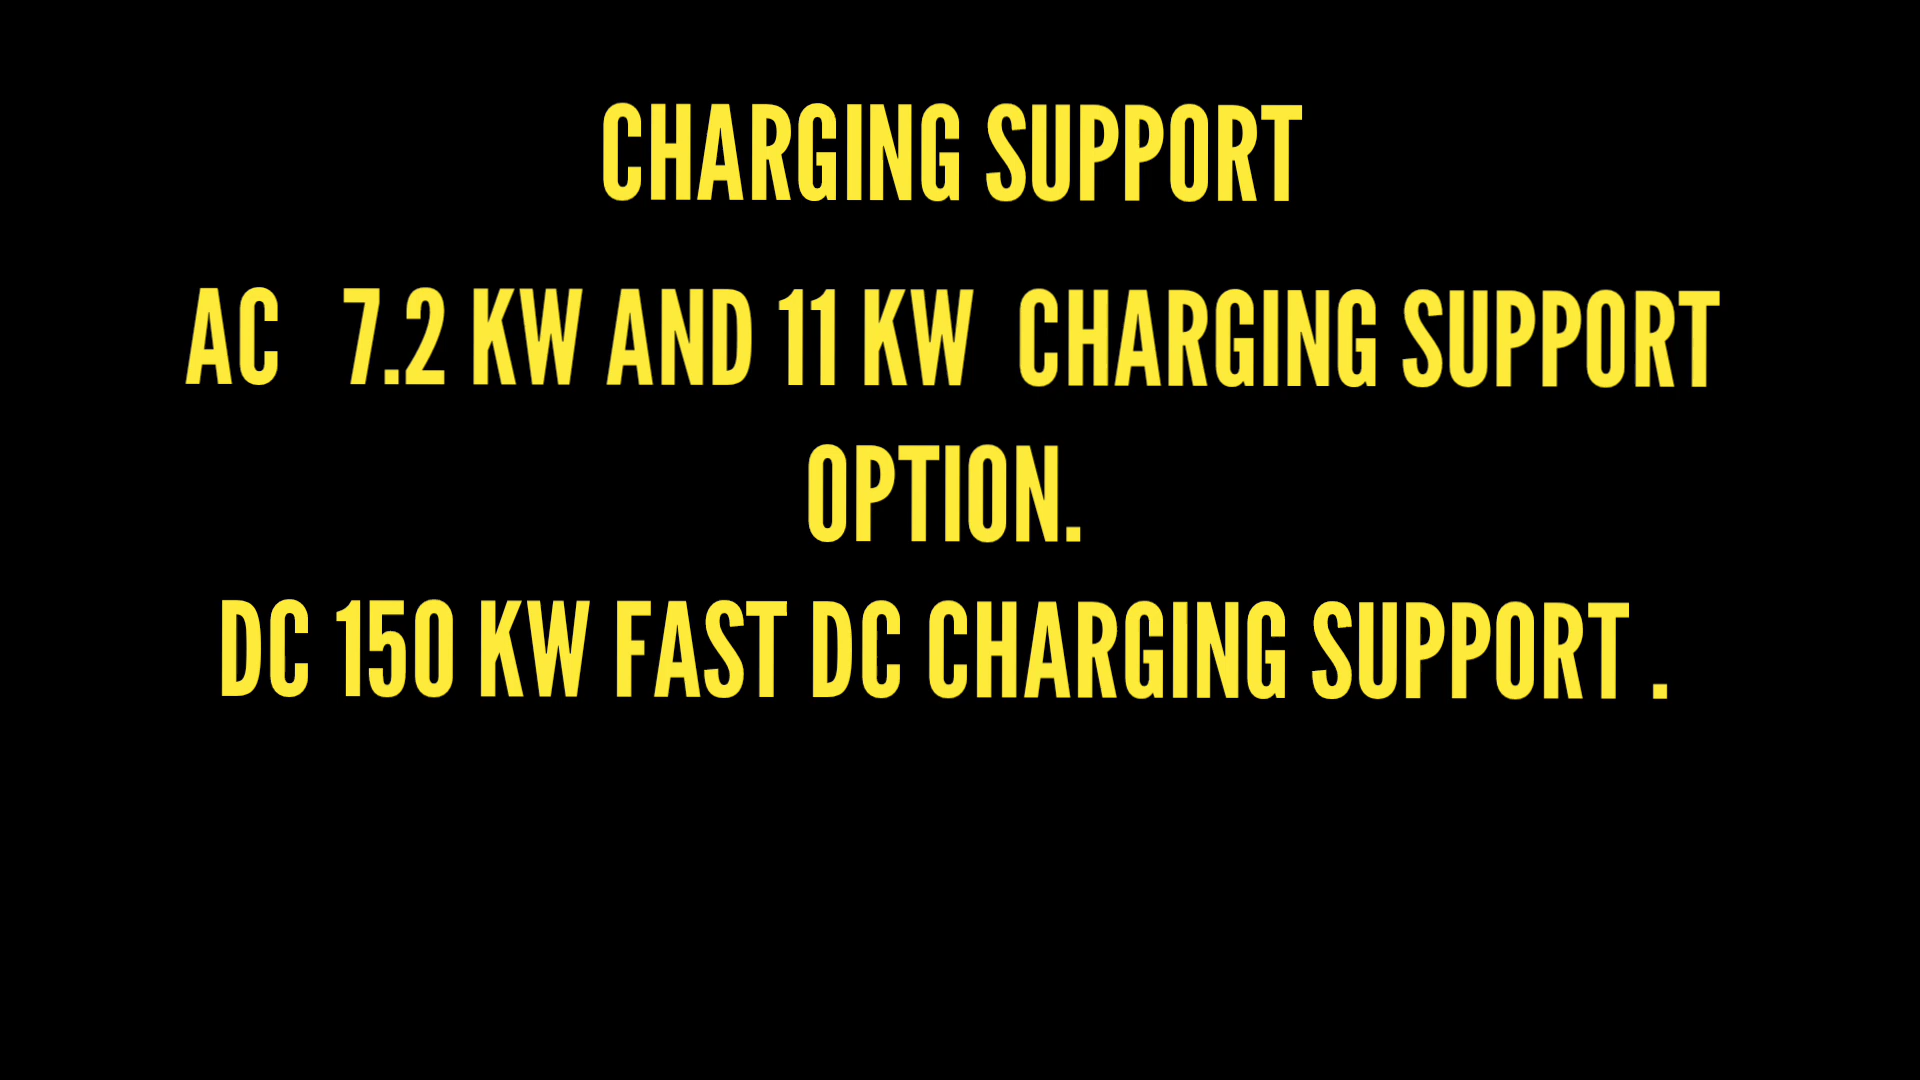 CHARGING SUPPORT
AC 7.2 KW AND 11 KW CHARGING SUPPORT
OPTION.
DC 150 KW FAST DC CHARGING SUPPORT .